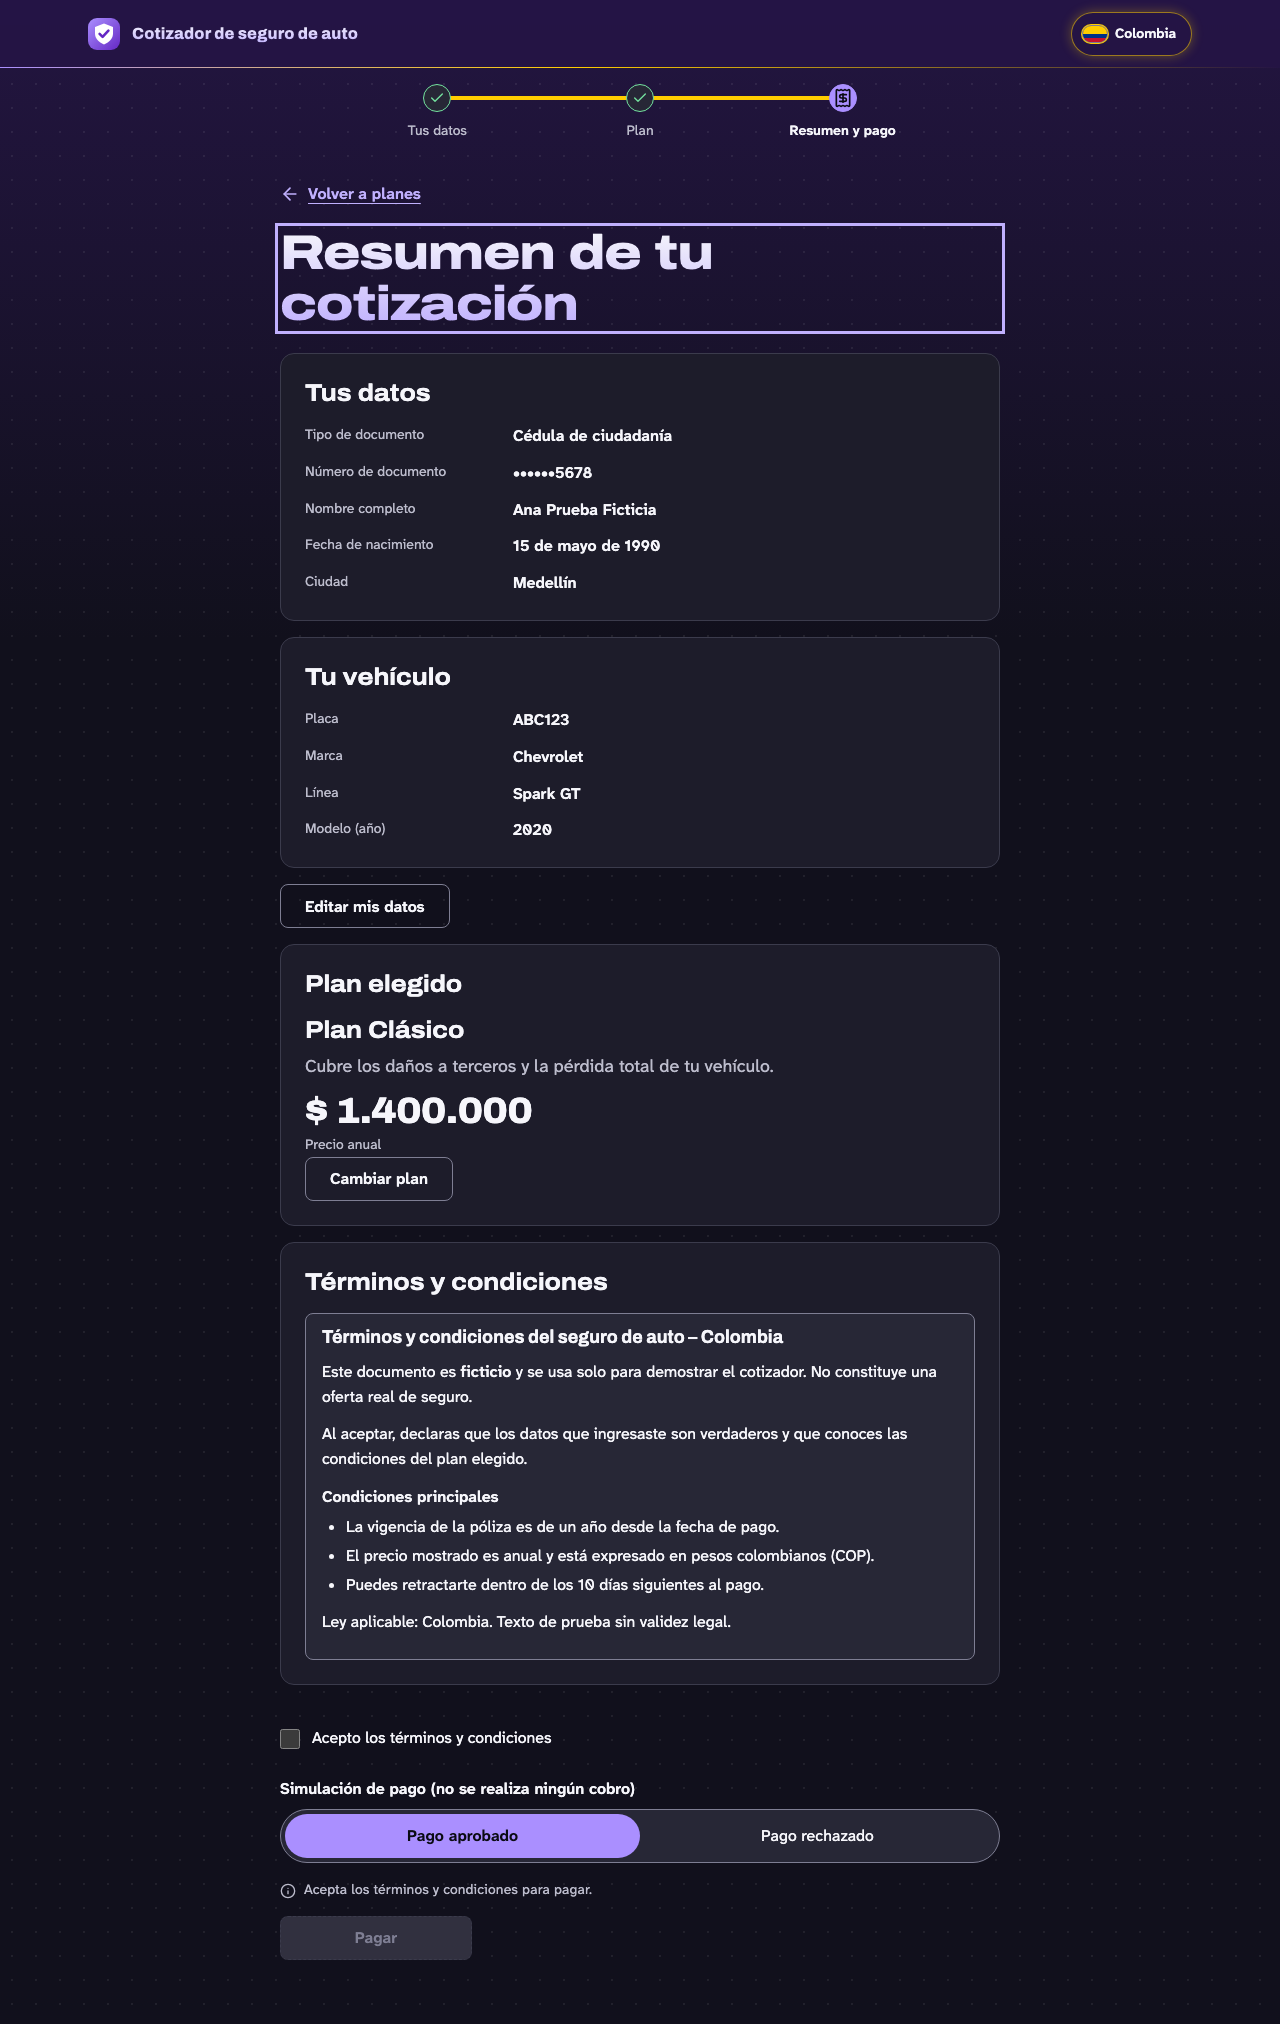 Cotizador de seguro de auto
Colombia
Tus datos
Plan
Resumen y pago
Volver a planes
Resumen de tu
cotización
Tus datos
Tipo de documento
Cédula de ciudadanía
Número de documento
••••••5678
Nombre completo
Ana Prueba Ficticia
Fecha de nacimiento
15 de mayo de 1990
Ciudad
Medellín
Tu vehículo
Placa
ABC123
Marca
Chevrolet
Línea
Spark GT
Modelo (año)
2020
Editar mis datos
Plan elegido
Plan Clásico
Cubre los daños a terceros y la pérdida total de tu vehículo.
$ 1.400.000
Precio anual
Cambiar plan
Términos y condiciones
Términos y condiciones del seguro de auto – Colombia
Este documento es ficticio y se usa solo para demostrar el cotizador. No constituye una
oferta real de seguro.
Al aceptar, declaras que los datos que ingresaste son verdaderos y que conoces las
condiciones del plan elegido.
Condiciones principales
• La vigencia de la póliza es de un año desde la fecha de pago.
• El precio mostrado es anual y está expresado en pesos colombianos (COP).
• Puedes retractarte dentro de los 10 días siguientes al pago.
Ley aplicable: Colombia. Texto de prueba sin validez legal.
Acepto los términos y condiciones
Simulación de pago (no se realiza ningún cobro)
Pago aprobado
Pago rechazado
Acepta los términos y condiciones para pagar.
Pagar